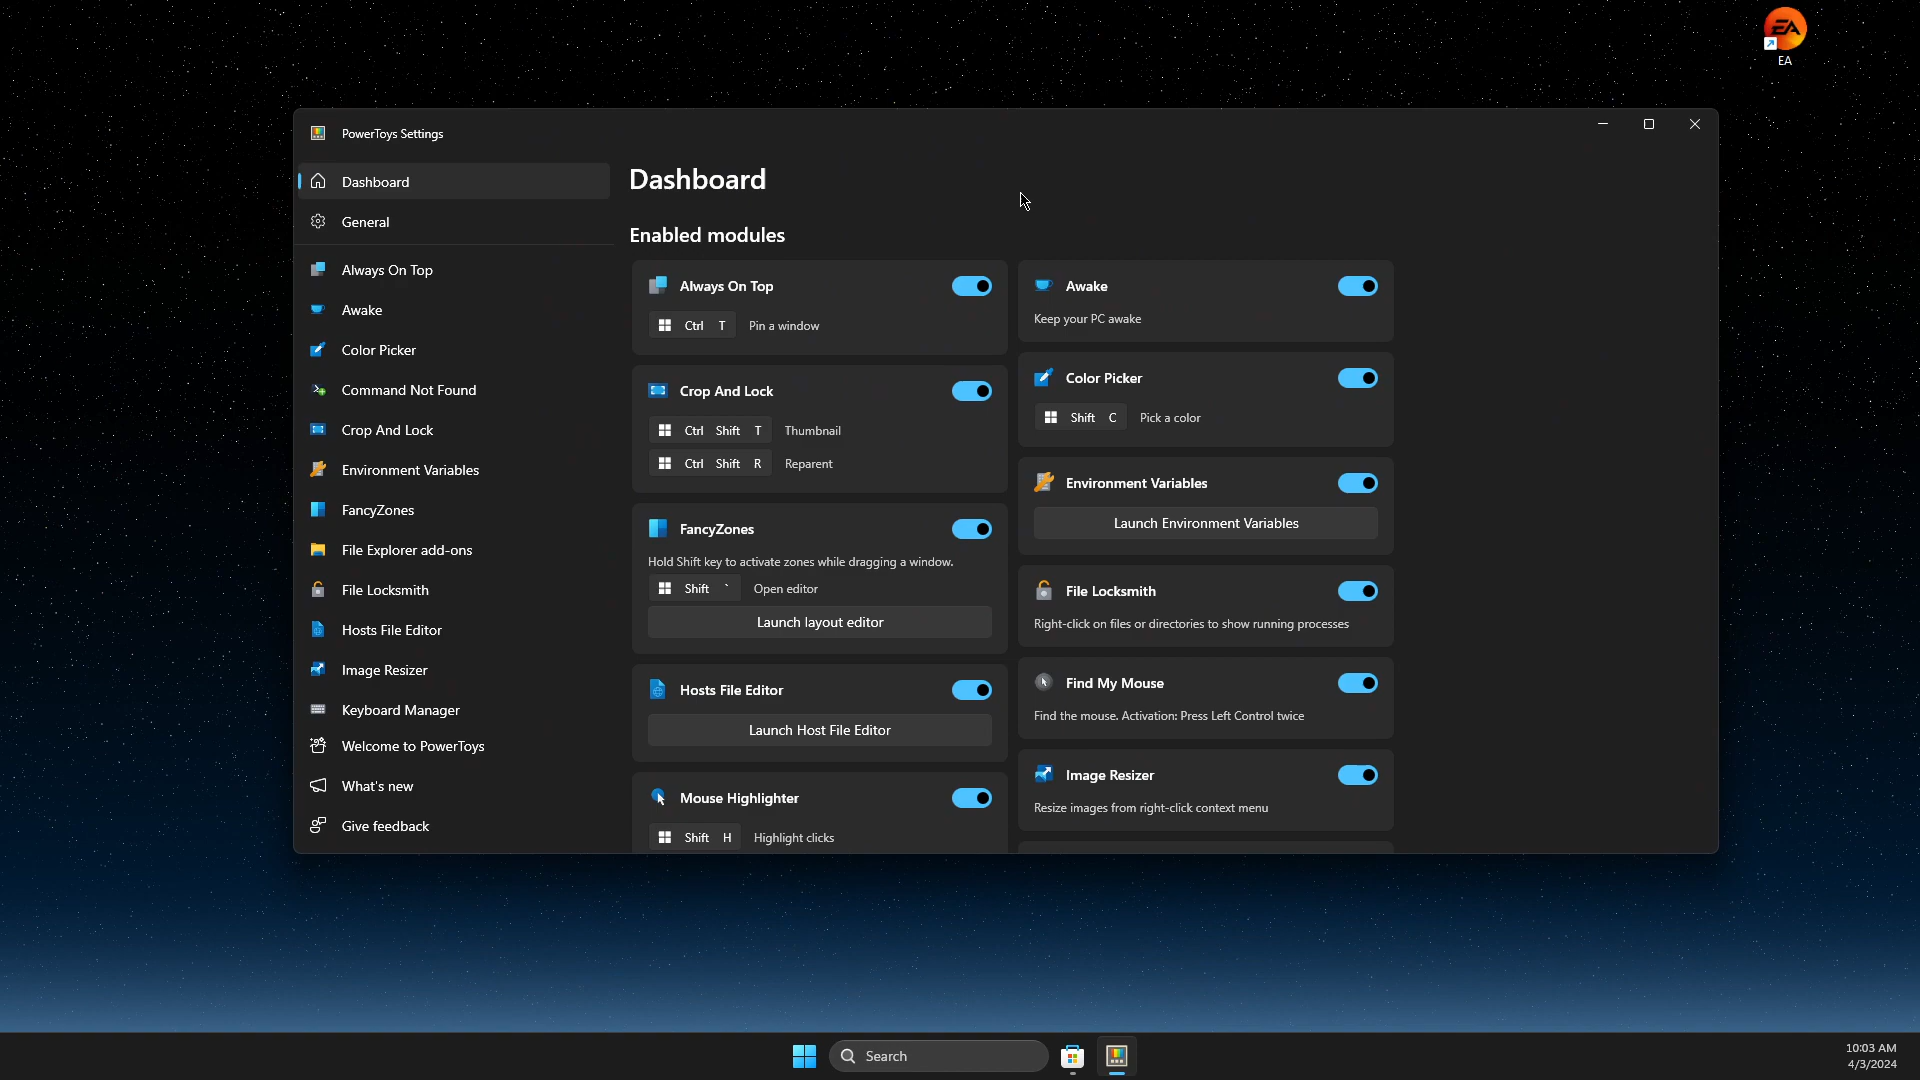 EA
EA
PowerToys Settings
Dashboard
General
Always On Top
Awake
Color Picker
Command Not Found
Crop And Lock
Environment Variables
FancyZones
File Explorer add-ons
File Locksmith
Hosts File Editor
Image Resizer
Keyboard Manager
Welcome to PowerToys
What's new
Give feedback
Dashboard
Enabled modules
Always On Top
Ctrl T Pin a window
Crop And Lock
Ctrl Shift T Thumbnail
Ctrl Shift R Reparent
FancyZones
Hold Shift key to activate zones while dragging a window.
Shift ` Open editor
Launch layout editor
Hosts File Editor
Launch Host File Editor
Mouse Highlighter
Shift H Highlight clicks
Awake
Keep your PC awake
Color Picker
Shift C Pick a color
Environment Variables
Launch Environment Variables
File Locksmith
Right-click on files or directories to show running processes
Find My Mouse
Find the mouse. Activation: Press Left Control twice
Image Resizer
Resize images from right-click context menu
Search
10:03 AM
4/3/2024